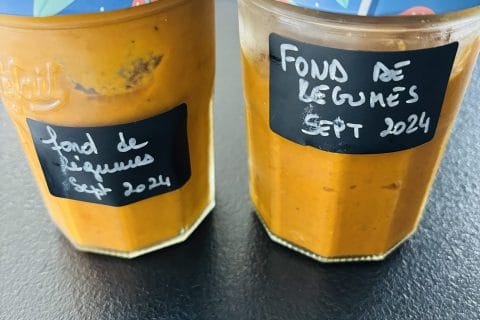 fond de
légumes
Sept 2024
FOND DE
LEGUMES
SEPT 2024